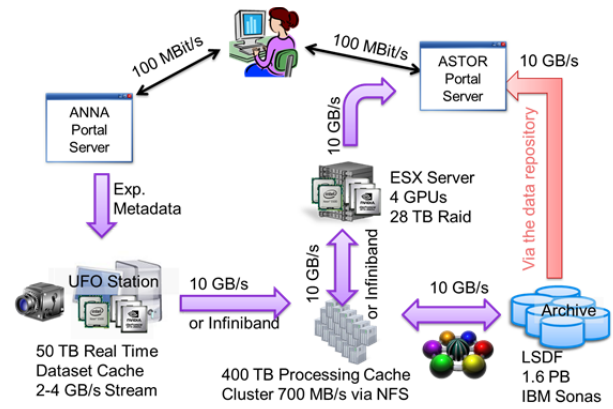 100 MBit/s
100 MBit/s
10 GB/s
ANNA
Portal
Server
ASTOR
Portal
Server
10 GB/s
Via the data repository
Exp.
Metadata
ESX Server
4 GPUs
28 TB Raid
UFO Station
10 GB/s
or Infiniband
10 GB/s
or Infiniband
10 GB/s
Archive
50 TB Real Time
Dataset Cache
2-4 GB/s Stream
400 TB Processing Cache
Cluster 700 MB/s via NFS
LSDF
1.6 PB
IBM Sonas